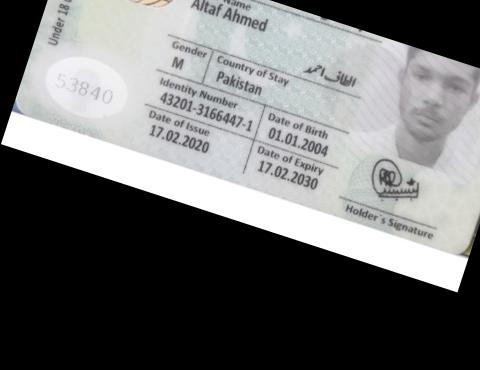 Name
Altaf Ahmed
الطاف احمد
Under 18
Gender
M
Country of Stay
Pakistan
53840
Identity Number
43201-3166447-1
Date of Birth
01.01.2004
Date of Issue
17.02.2020
Date of Expiry
17.02.2030
Holder's Signature